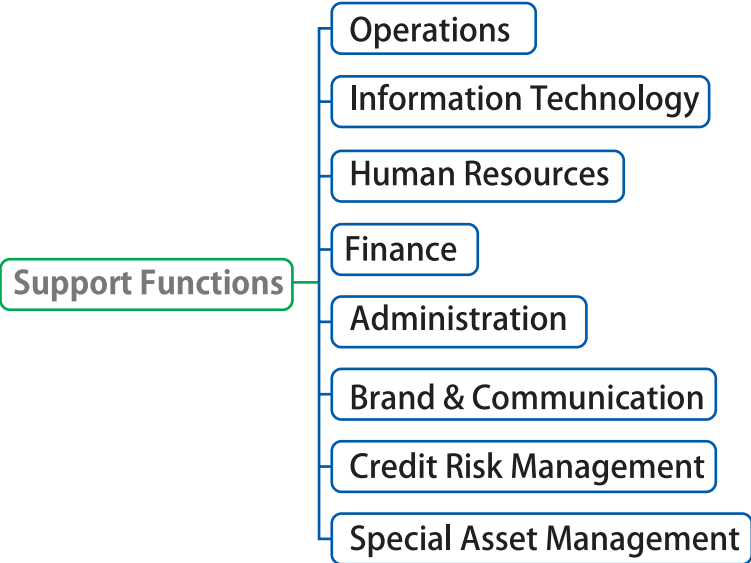 Operations
Information Technology
Human Resources
Finance
Support Functions
Administration
Brand & Communication
Credit Risk Management
Special Asset Management